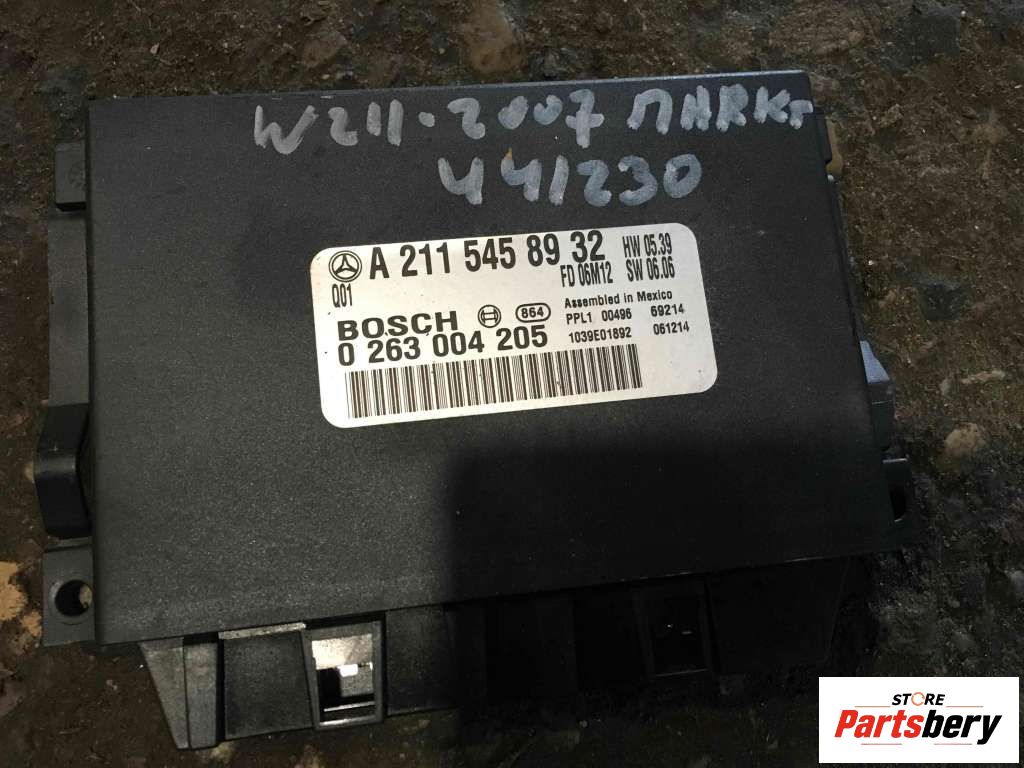 W211-2007 ПАRКТ
441230
A 211 545 89 32
HW 05.39
FD 06M12 SW 06.06
Q01
BOSCH
864
Assembled in Mexico
PPL1 00496 69214
0 263 004 205
1039E01892 061214
STORE
Partsbery